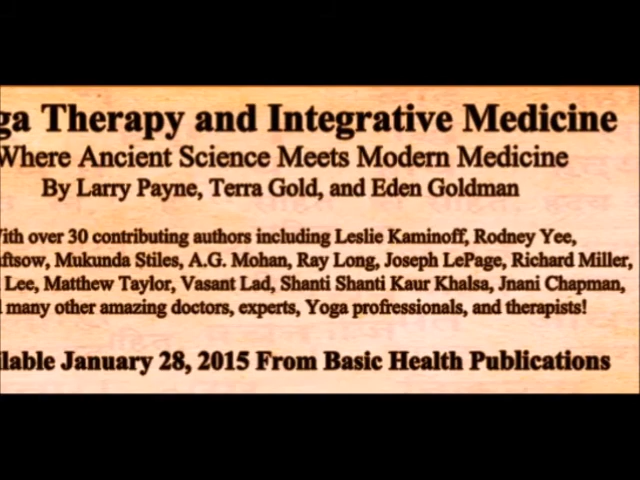 ga Therapy and Integrative Medicine
Where Ancient Science Meets Modern Medicine
By Larry Payne, Terra Gold, and Eden Goldman
ith over 30 contributing authors including Leslie Kaminoff, Rodney Yee,
ftsow, Mukunda Stiles, A.G. Mohan, Ray Long, Joseph LePage, Richard Miller,
Lee, Matthew Taylor, Vasant Lad, Shanti Shanti Kaur Khalsa, Jnani Chapman,
many other amazing doctors, experts, Yoga profressionals, and therapists!
ilable January 28, 2015 From Basic Health Publications